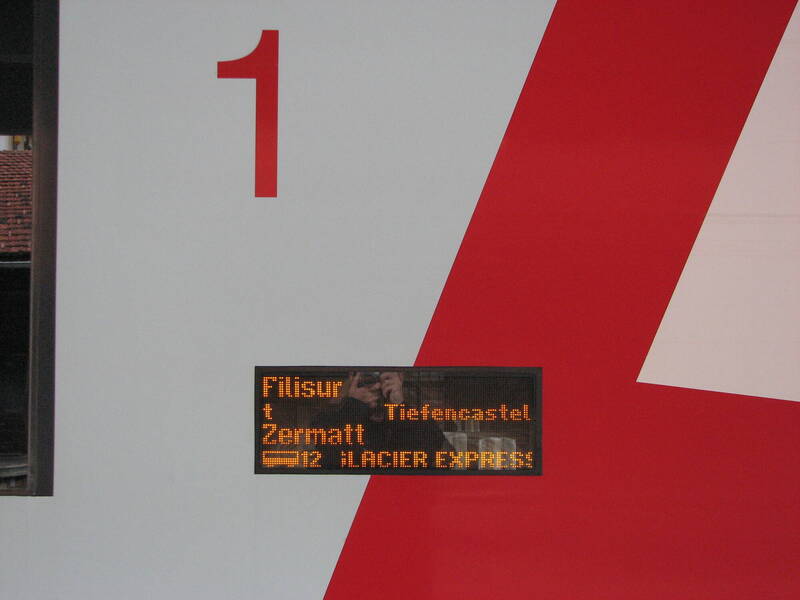 1
Filisur
t Tiefencastel
Zermatt
12 GLACIER EXPRESS